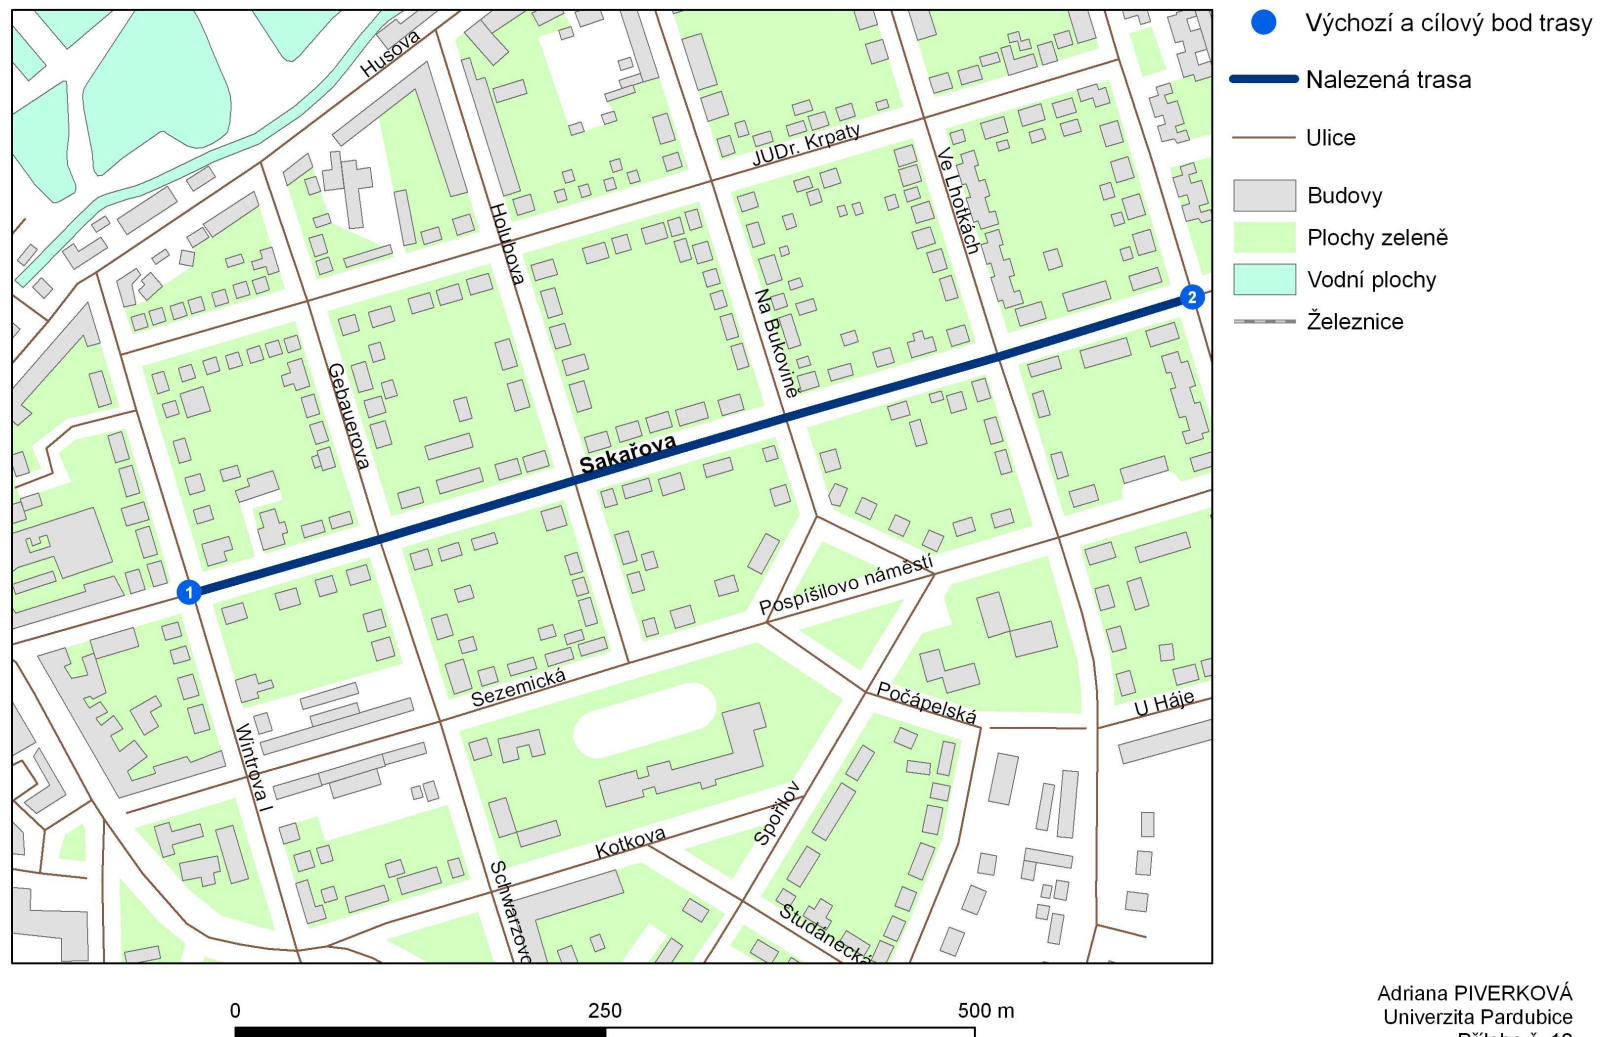 Husova
JUDr. Krpaty
Ve Lhotkách
Holubova
Na Bukovině
Gebauerova
Sakařova
Pospíšilovo náměstí
Sezemická
Počápelská
U Háje
Wintrova I
Spořilov
Kotkova
Schwarzovo
Studánecká
1
2
Výchozí a cílový bod trasy
Nalezená trasa
Ulice
Budovy
Plochy zeleně
Vodní plochy
Železnice
0 250 500 m
Adriana PIVERKOVÁ
Univerzita Pardubice